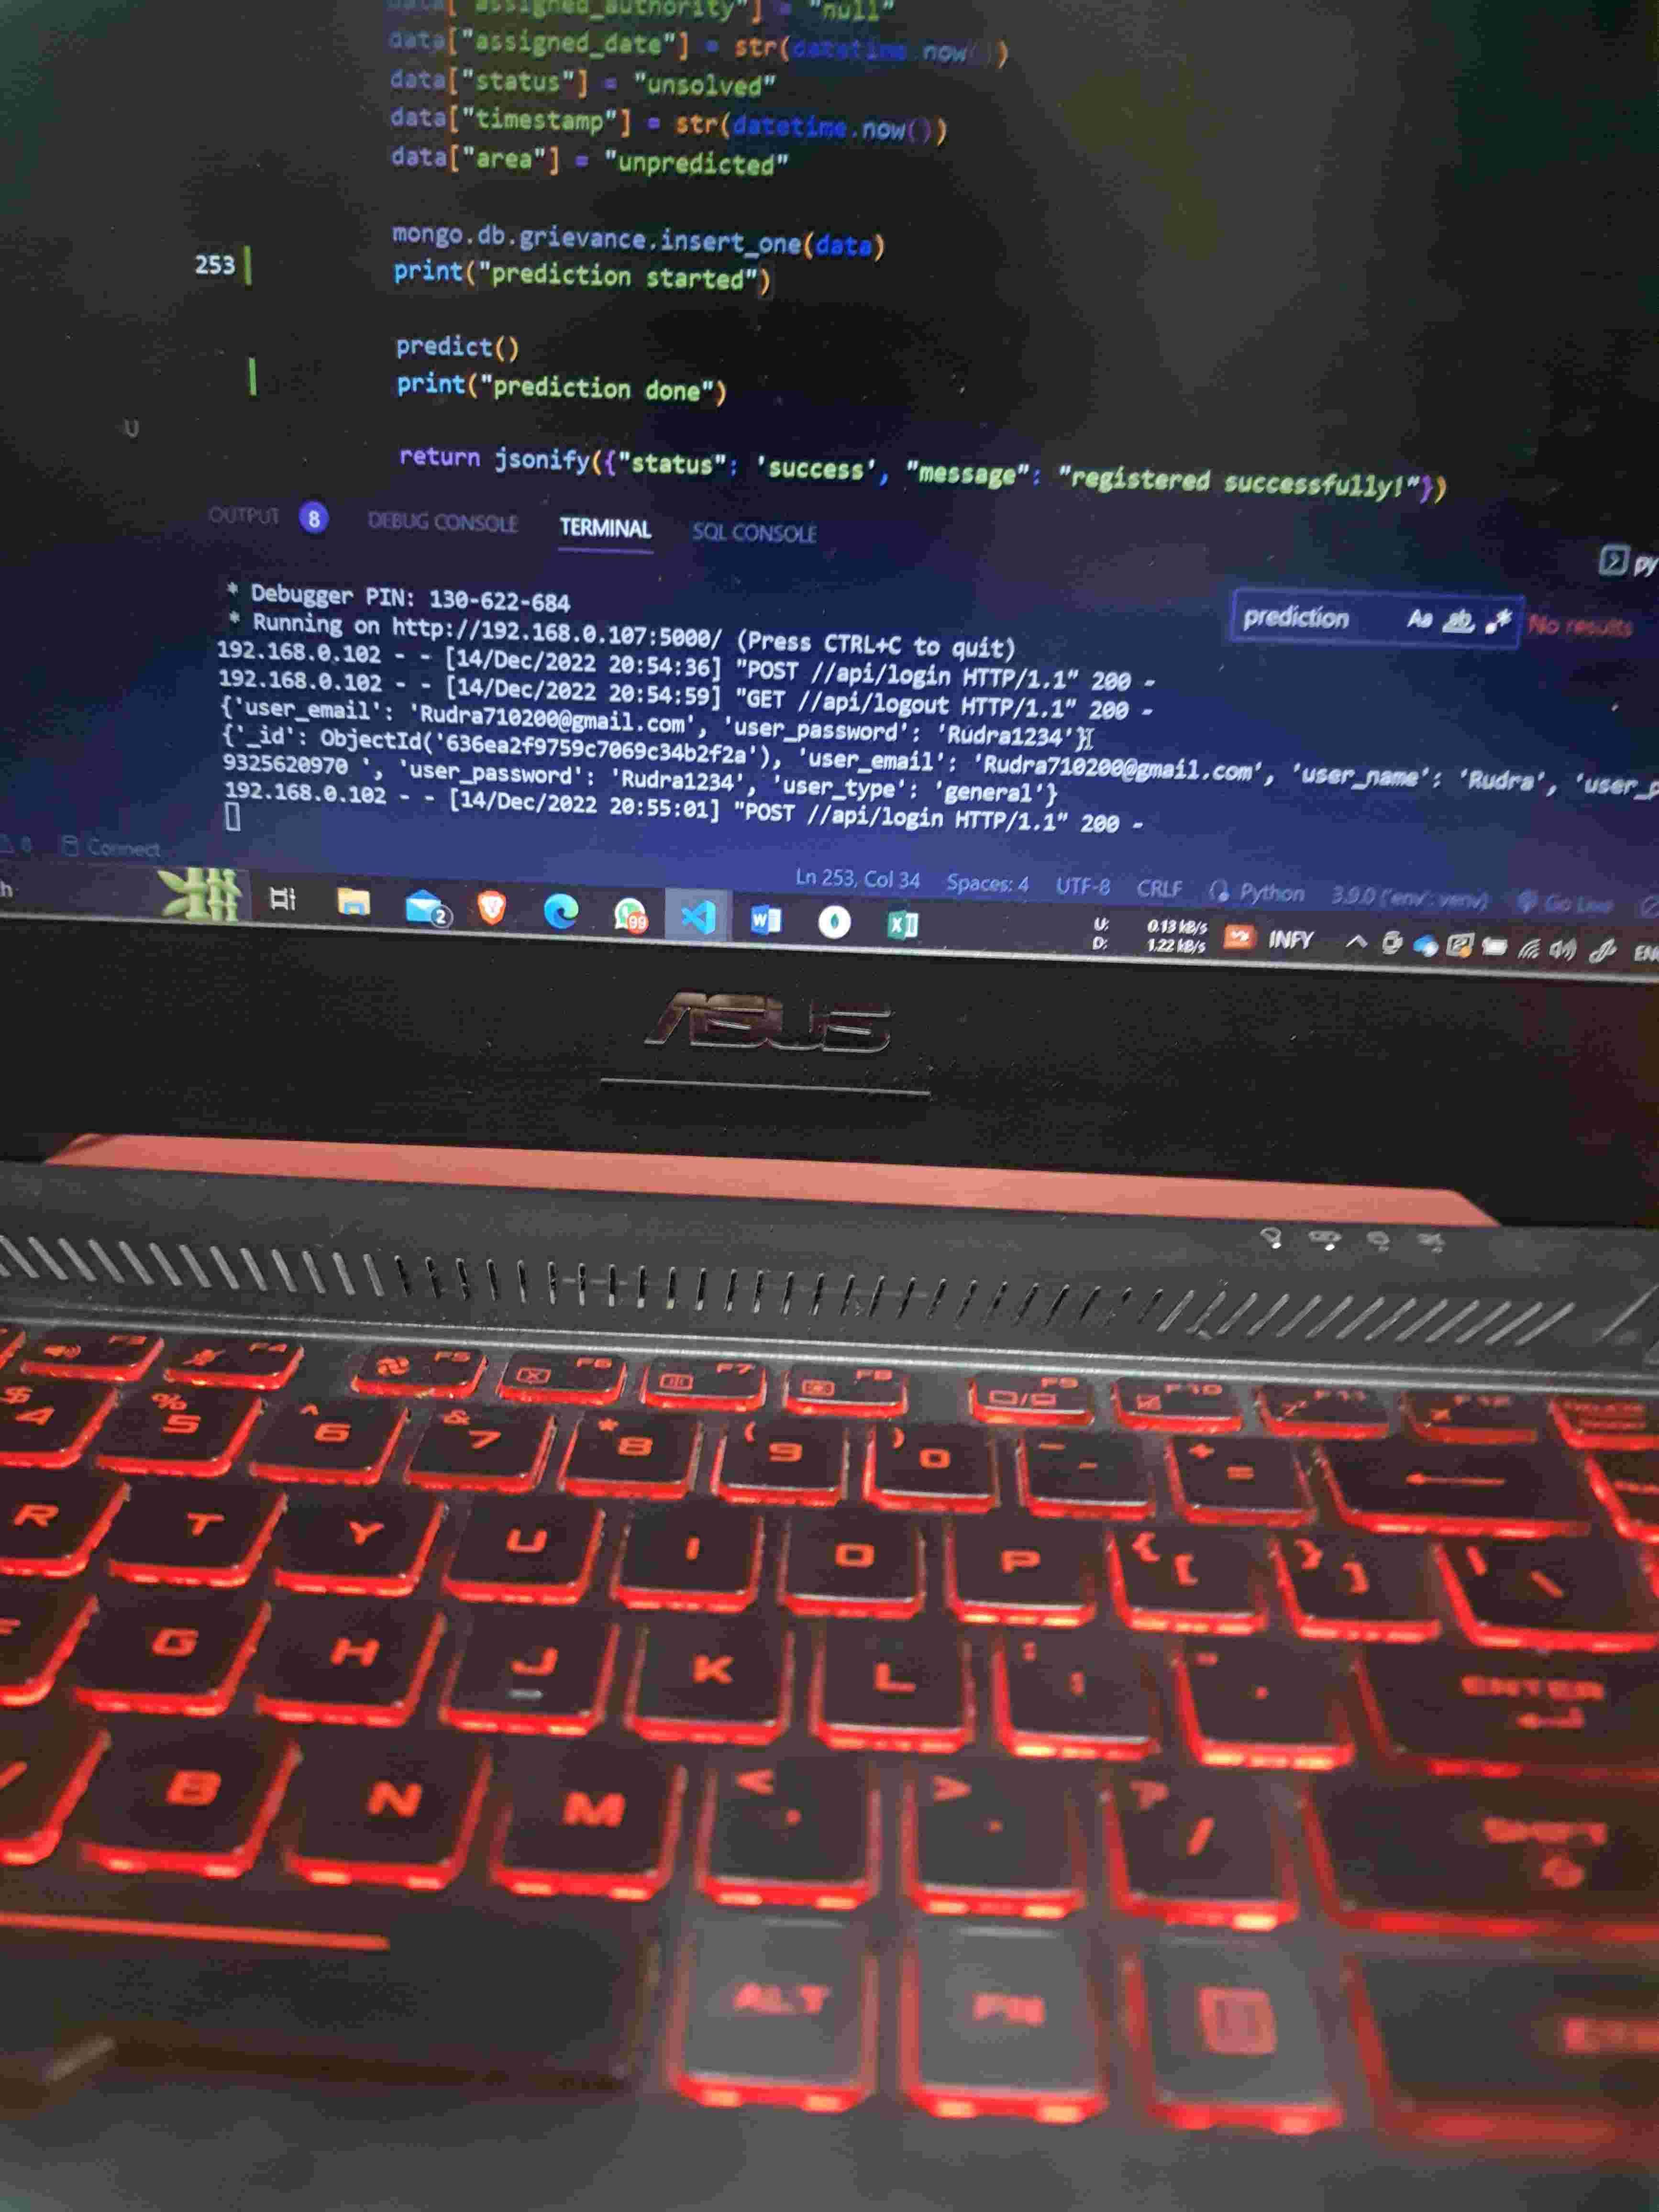 data["assigned_authority"] = "null"
data["assigned_date"] = str(datetime.now())
data["status"] = "unsolved"
data["timestamp"] = str(datetime.now())
data["area"] = "unpredicted"
mongo.db.grievance.insert_one(data)
253 print("prediction started")
predict()
print("prediction done")
U
return jsonify({"status": 'success', "message": "registered successfully!"})
OUTPUT 8 DEBUG CONSOLE TERMINAL SQL CONSOLE
py
prediction Aa ab .* No results
* Debugger PIN: 130-622-684
* Running on http://192.168.0.107:5000/ (Press CTRL+C to quit)
192.168.0.102 - - [14/Dec/2022 20:54:36] "POST //api/login HTTP/1.1" 200 -
192.168.0.102 - - [14/Dec/2022 20:54:59] "GET //api/logout HTTP/1.1" 200 -
{'user_email': 'Rudra710200@gmail.com', 'user_password': 'Rudra1234'}
{'_id': ObjectId('636ea2f9759c7069c34b2f2a'), 'user_email': 'Rudra710200@gmail.com', 'user_name': 'Rudra', 'user_p
9325620970 ', 'user_password': 'Rudra1234', 'user_type': 'general'}
192.168.0.102 - - [14/Dec/2022 20:55:01] "POST //api/login HTTP/1.1" 200 -
8 Connect
Ln 253, Col 34 Spaces: 4 UTF-8 CRLF Python 3.9.0 ('env': venv) Go Live
h 2 99 W X
U: 0.13 kB/s
D: 1.22 kB/s
INFY
EN
ASUS
F3 F4 F5 F6 F7 F8 F9 F10 F11 F12
$ 4 % 5 ^ 6 & 7 * 8 ( 9 ) 0 _ - + =
R T Y U I O P { [ } ] | \
F G H J K L : ; " '
ENTER
V B N M < , > . ? /
SHIFT
ALT FN